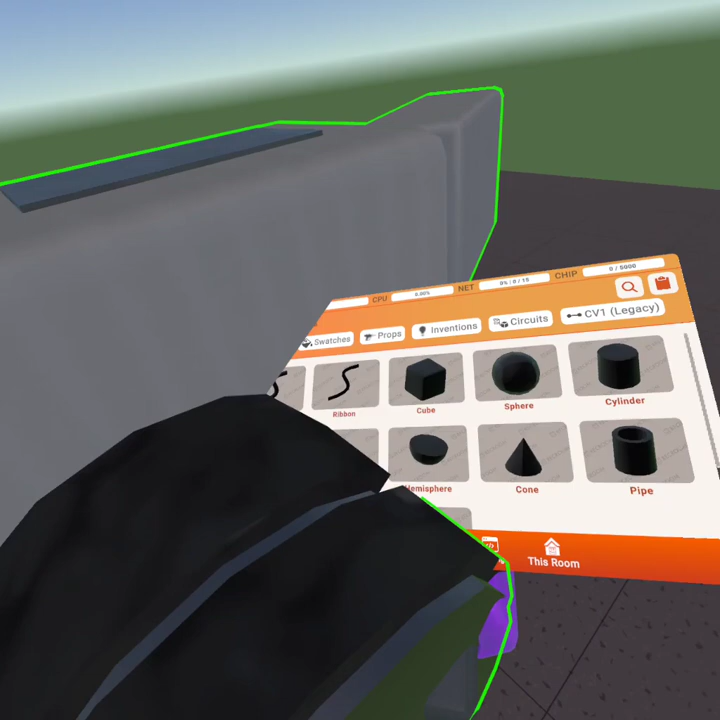 CPU 0.00% NET 0% : 0 / 15 CHIP 0 / 5000
Swatches Props Inventions Circuits CV1 (Legacy)
Ribbon Cube Sphere Cylinder
Hemisphere Cone Pipe
This Room